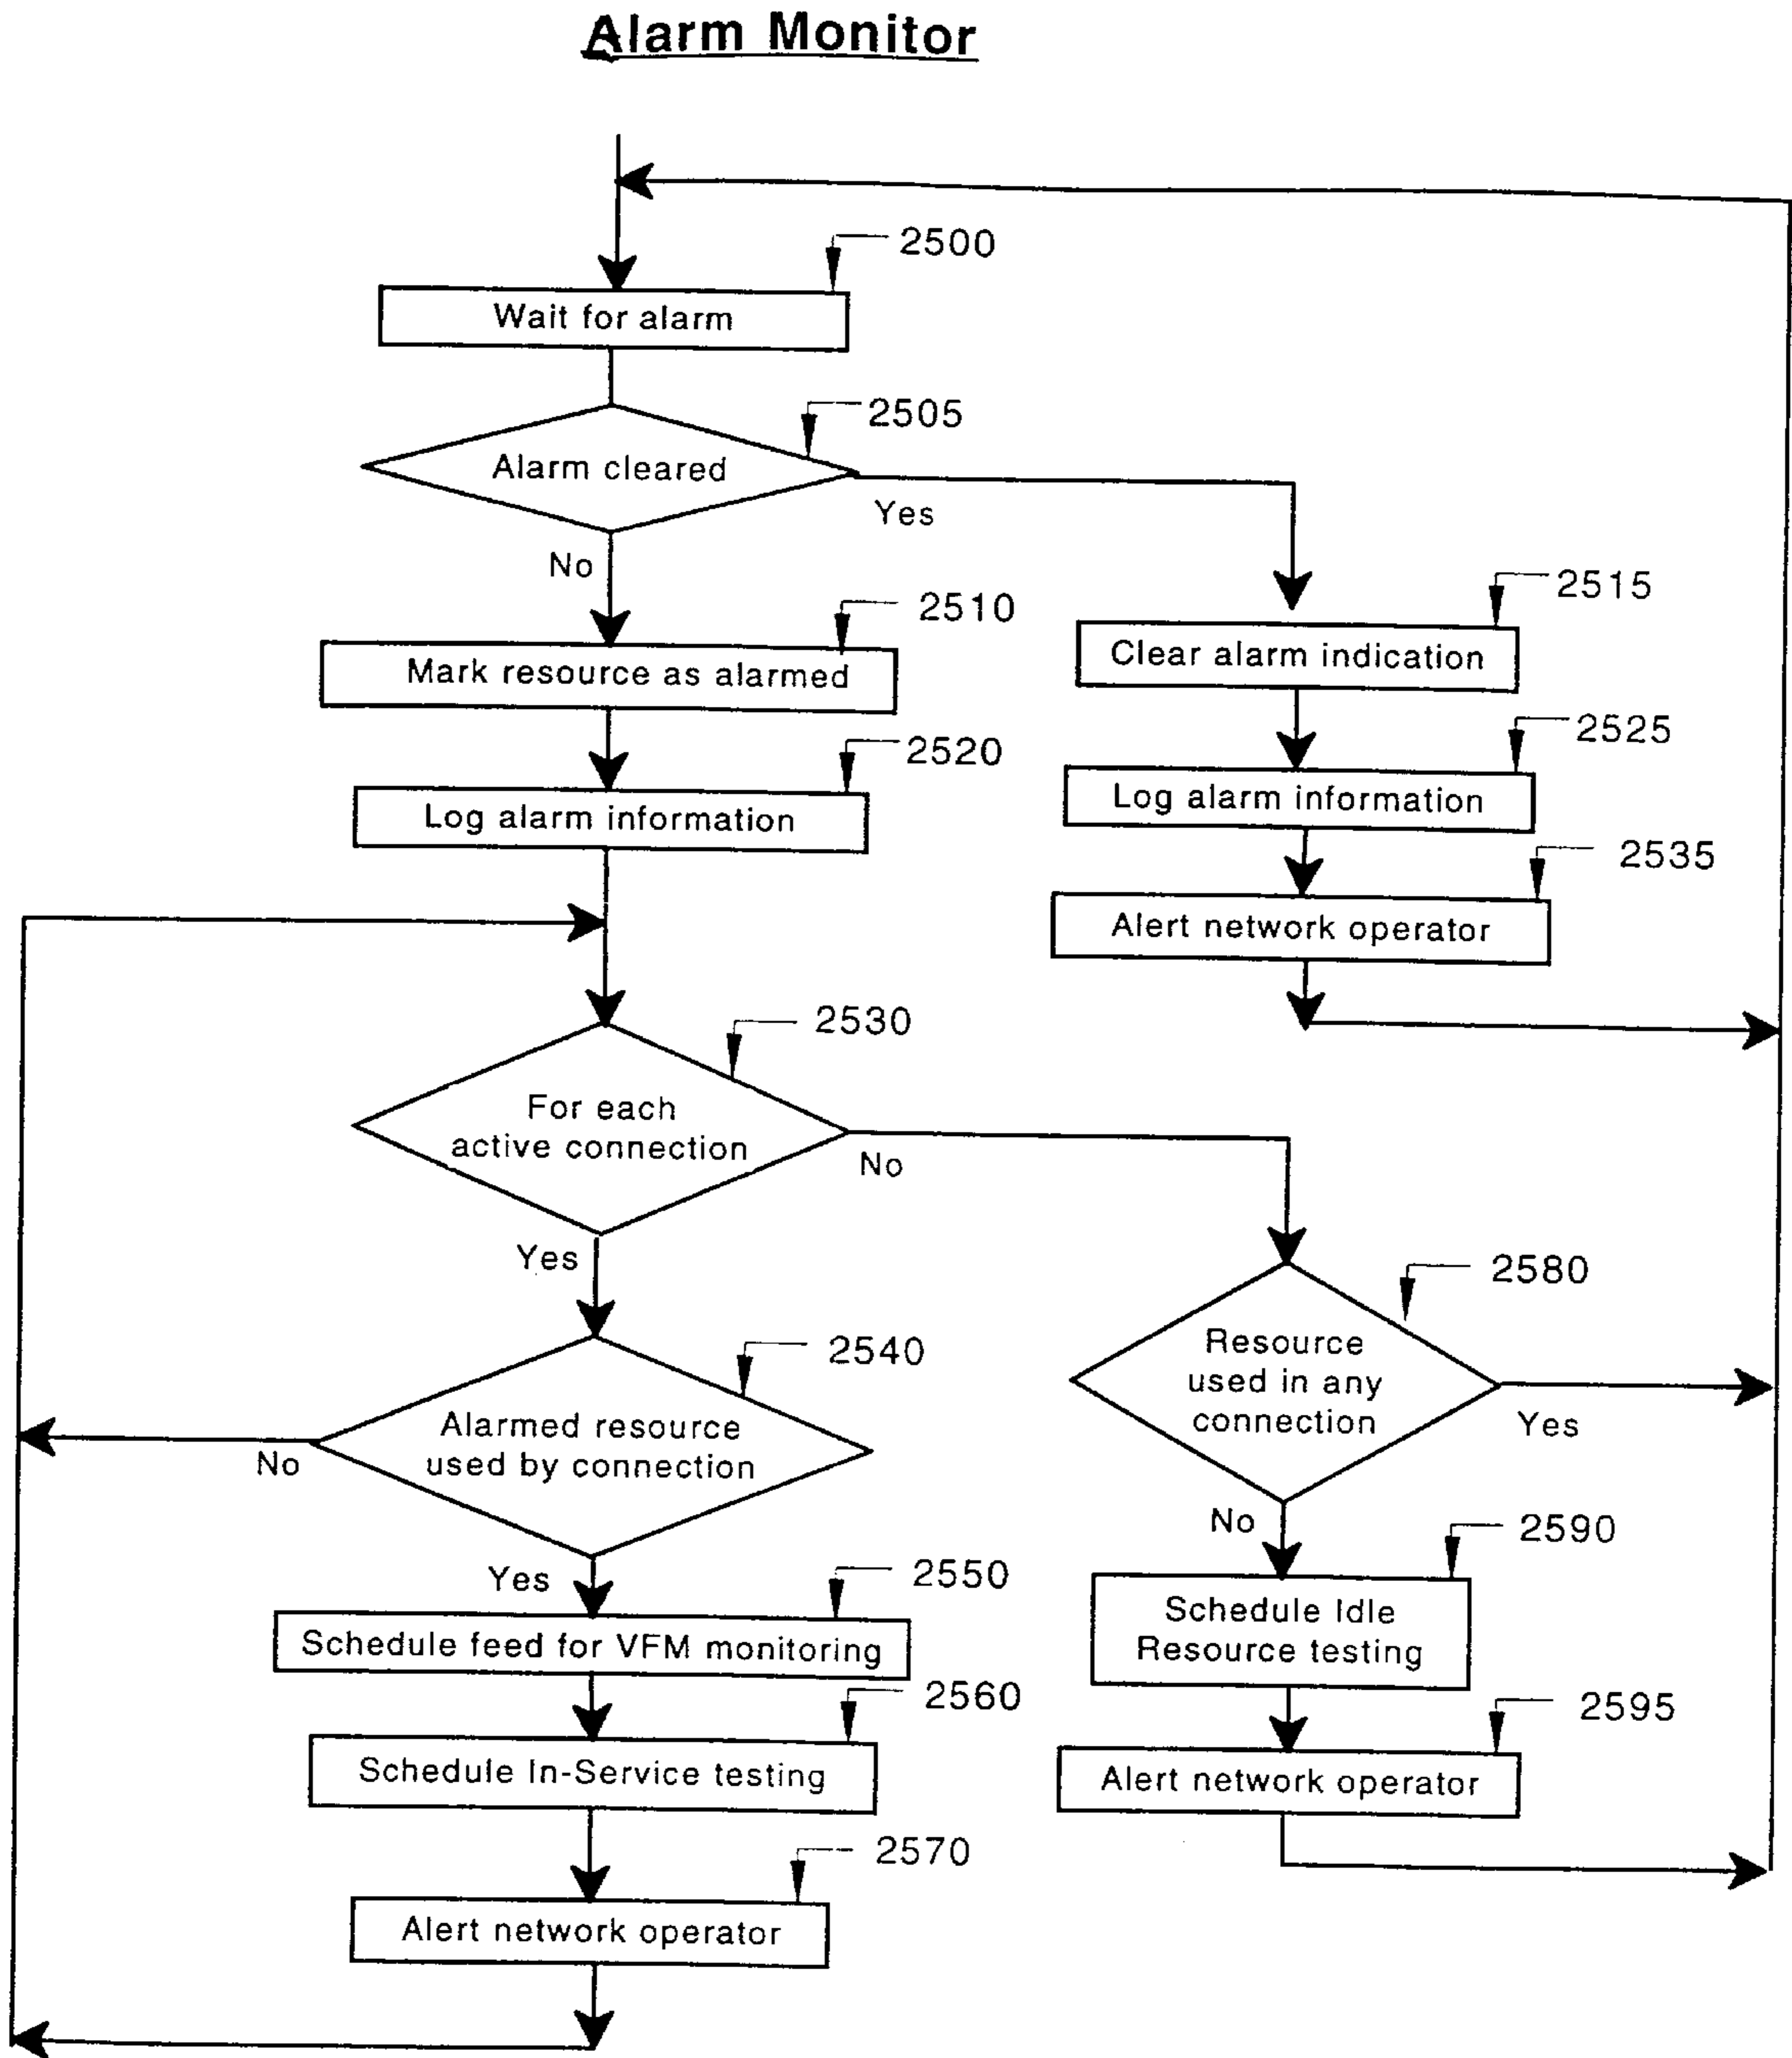 Alarm Monitor
2500
Wait for alarm
2505
Alarm cleared
Yes
No
2510
Mark resource as alarmed
2515
Clear alarm indication
2520
Log alarm information
2525
Log alarm information
2535
Alert network operator
2530
For each
active connection
No
Yes
2540
Alarmed resource
used by connection
No
Yes
2580
Resource
used in any
connection
Yes
No
2550
Schedule feed for VFM monitoring
2560
Schedule In-Service testing
2570
Alert network operator
2590
Schedule Idle
Resource testing
2595
Alert network operator